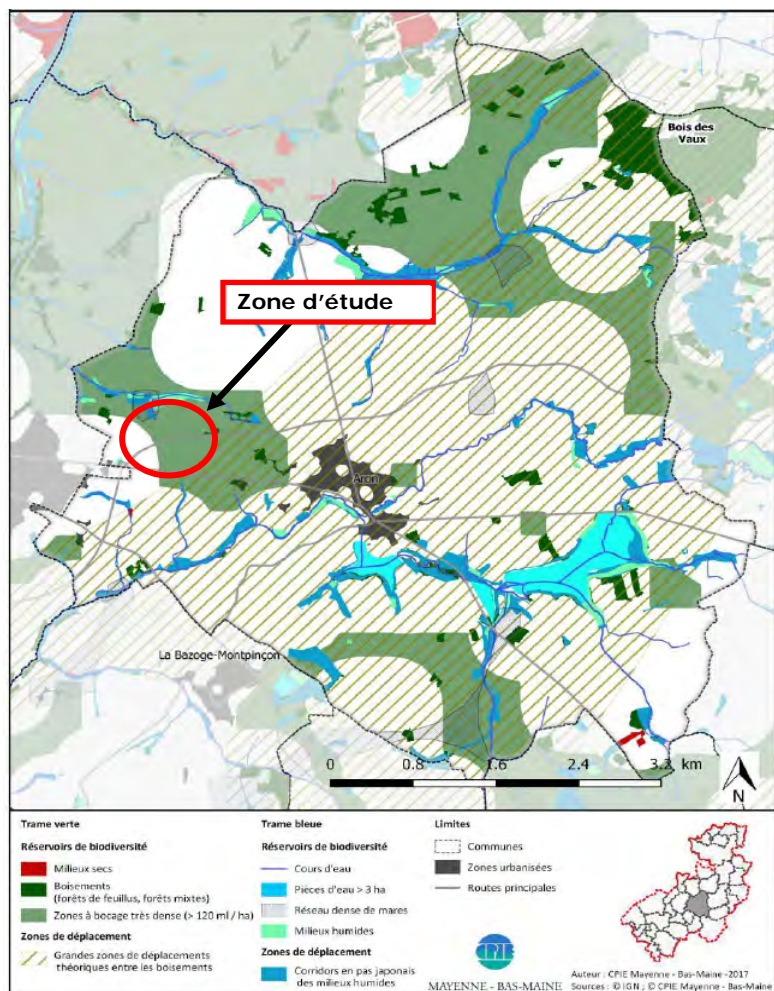 Bois des
Vaux
Zone d'étude
Aron
La Bazoge-Montpinçon
0 0.8 1.6 2.4 3.2 km
N
Trame verte
Réservoirs de biodiversité
Milieux secs
Boisements
(forêts de feuillus, forêts mixtes)
Zones à bocage très dense (> 120 ml / ha)
Zones de déplacement
Grandes zones de déplacement
théoriques entre les boisements
Trame bleue
Réservoirs de biodiversité
Cours d'eau
Pièces d'eau > 3 ha
Réseau dense de mares
Milieux humides
Zones de déplacement
Corridors en pas japonais
des milieux humides
Limites
Communes
Zones urbanisées
Routes principales
CPIE
MAYENNE - BAS-MAINE
Auteur : CPIE Mayenne - Bas-Maine -2017
Sources : © IGN ; © CPIE Mayenne - Bas-Maine